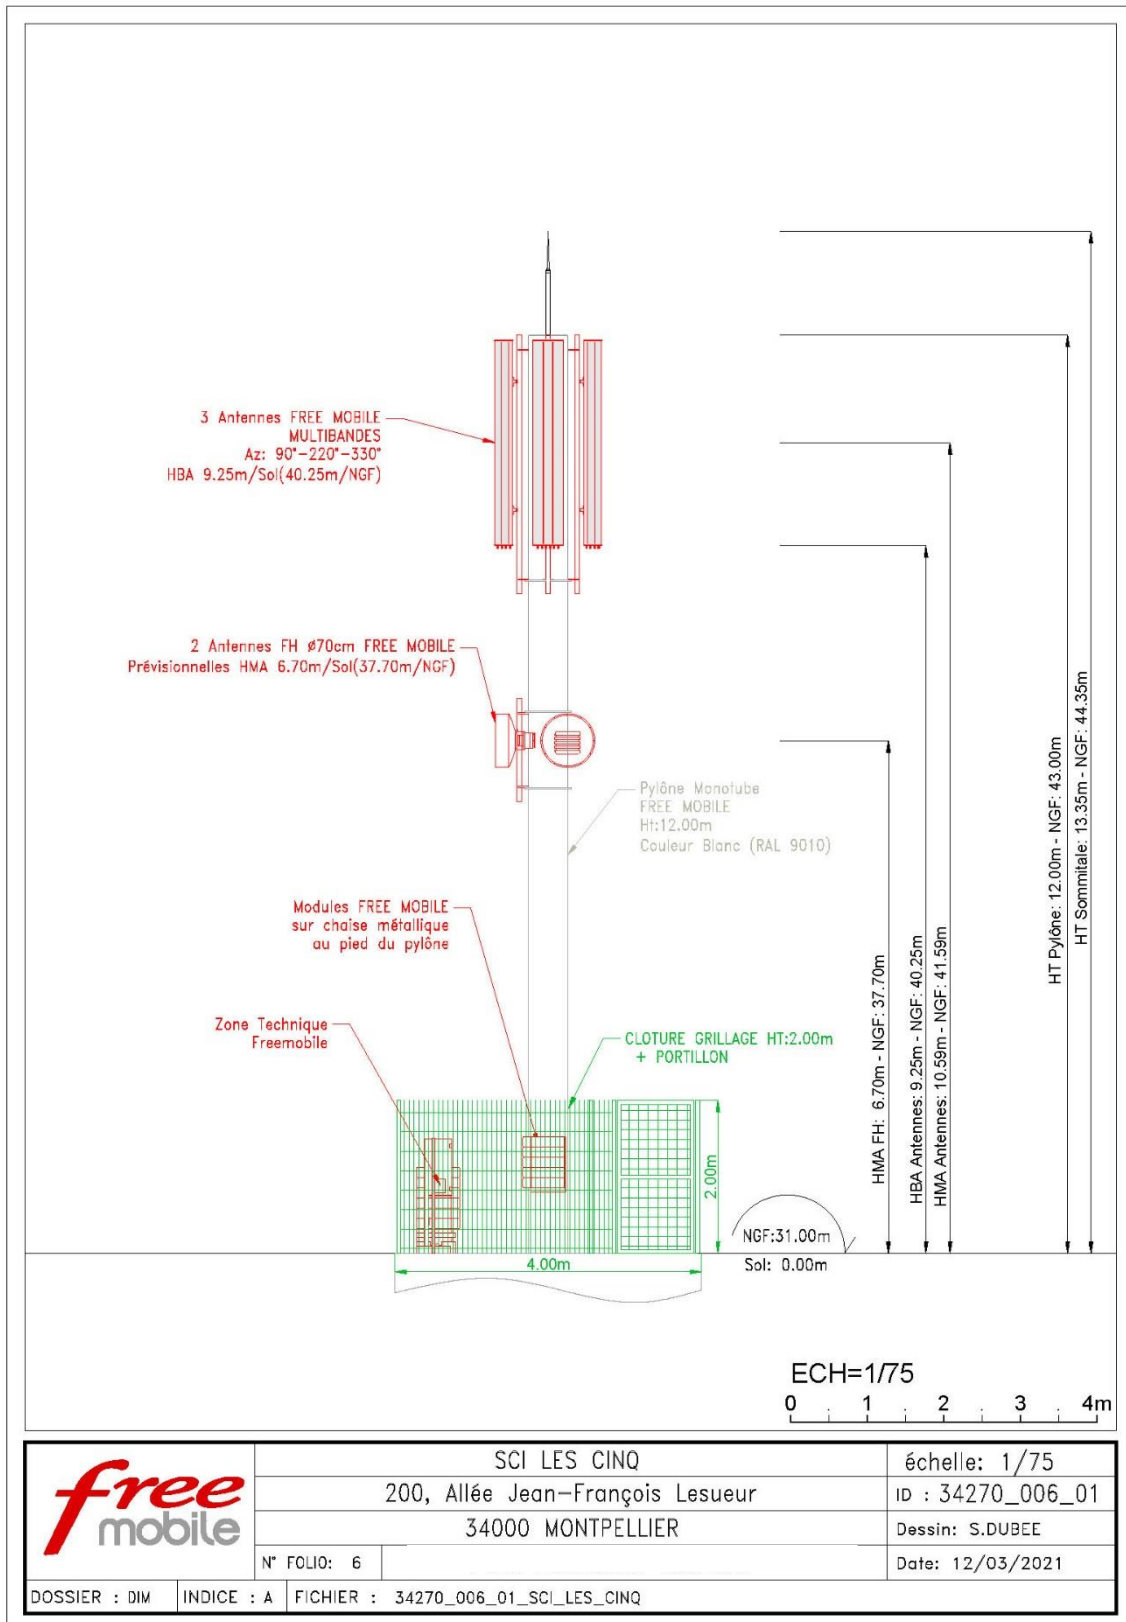 3 Antennes FREE MOBILE
MULTIBANDES
Az: 90°-220°-330°
HBA 9.25m/Sol(40.25m/NGF)
2 Antennes FH ø70cm FREE MOBILE
Prévisionnelles HMA 6.70m/Sol(37.70m/NGF)
Pylône Monotube
FREE MOBILE
Ht:12.00m
Couleur Blanc (RAL 9010)
Modules FREE MOBILE
sur chaise métallique
au pied du pylône
Zone Technique
Freemobile
CLOTURE GRILLAGE HT:2.00m
+ PORTILLON
2.00m
4.00m
NGF:31.00m
Sol: 0.00m
HMA FH: 6.70m - NGF: 37.70m
HBA Antennes: 9.25m - NGF: 40.25m
HMA Antennes: 10.59m - NGF: 41.59m
HT Pylône: 12.00m - NGF: 43.00m
HT Sommitale: 13.35m - NGF: 44.35m
ECH=1/75
0 . 1 . 2 . 3 . 4m
free
mobile
SCI LES CINQ
200, Allée Jean-François Lesueur
34000 MONTPELLIER
N° FOLIO: 6
échelle: 1/75
ID : 34270_006_01
Dessin: S.DUBEE
Date: 12/03/2021
DOSSIER : DIM
INDICE : A
FICHIER : 34270_006_01_SCI_LES_CINQ